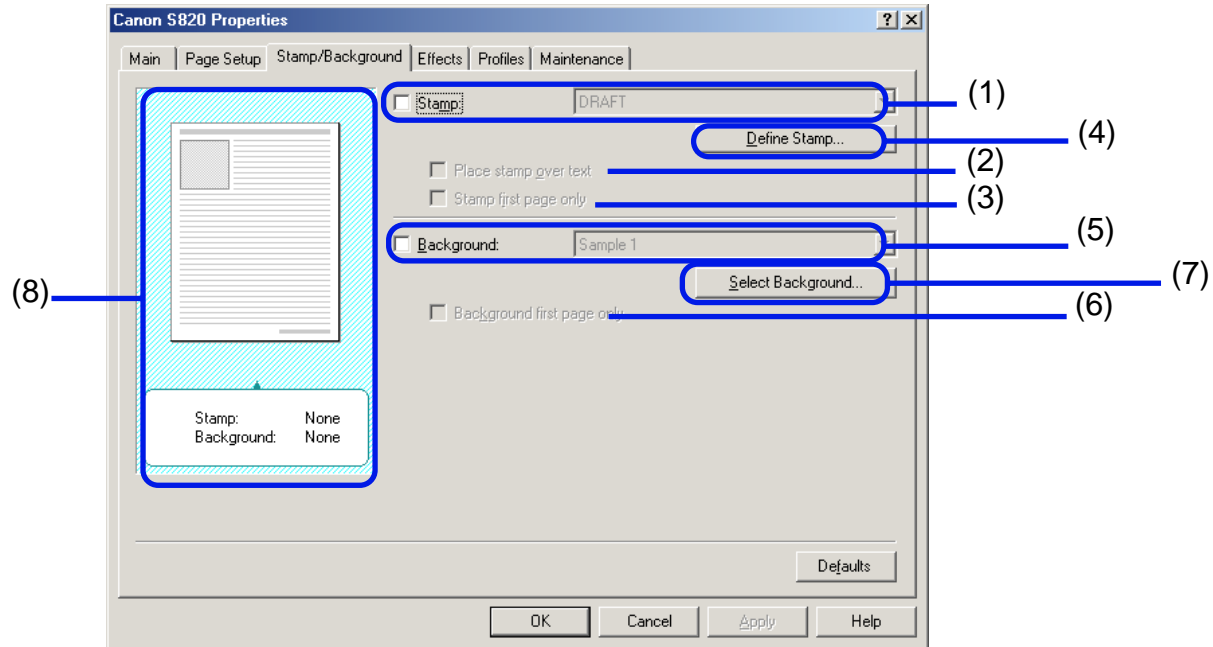 Canon S820 Properties
? ×
Main Page Setup Stamp/Background Effects Profiles Maintenance
Stamp: DRAFT (1)
Define Stamp... (4)
Place stamp over text (2)
Stamp first page only (3)
Background: Sample 1 (5)
Select Background... (7)
(8)
Background first page only (6)
Stamp: None
Background: None
Defaults
OK Cancel Apply Help